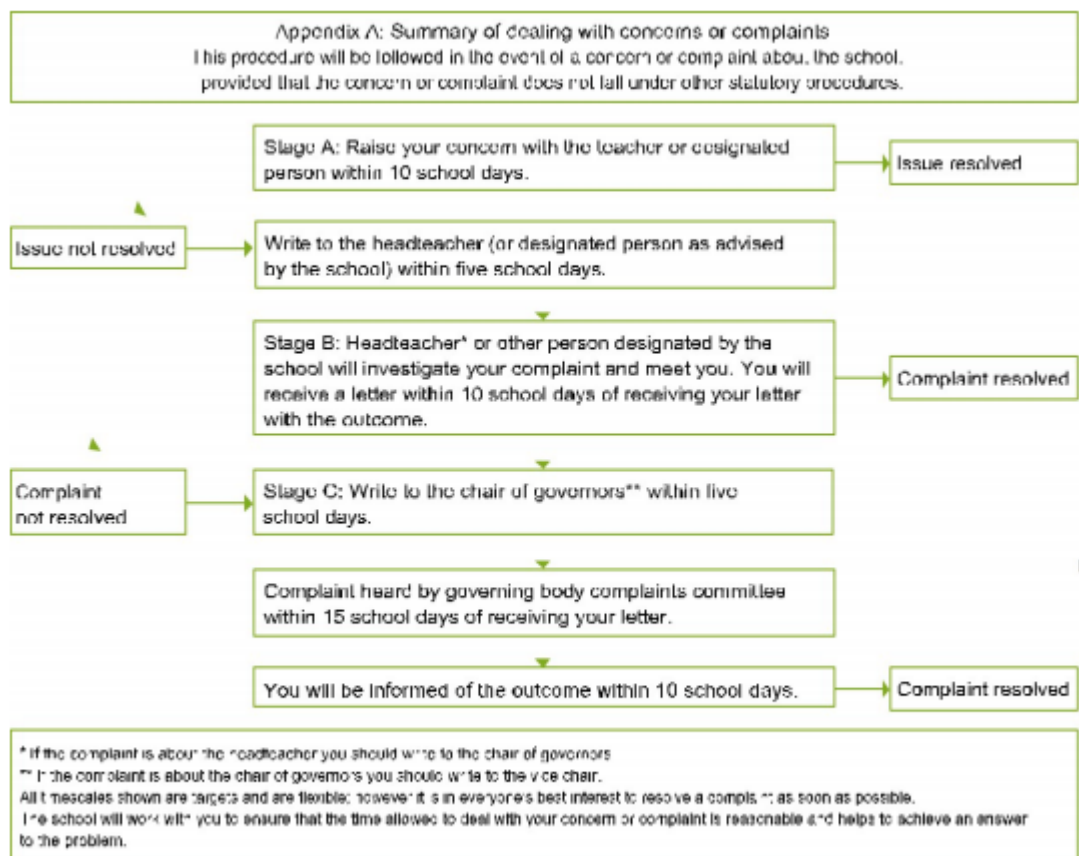 Appendix A: Summary of dealing with concerns or complaints
This procedure will be followed in the event of a concern or complaint about the school,
provided that the concern or complaint does not fall under other statutory procedures.
Stage A: Raise your concern with the teacher or designated
person within 10 school days.
Issue resolved
Issue not resolved
Write to the headteacher (or designated person as advised
by the school) within five school days.
Stage B: Headteacher* or other person designated by the
school will investigate your complaint and meet you. You will
receive a letter within 10 school days of receiving your letter
with the outcome.
Complaint resolved
Complaint
not resolved
Stage C: Write to the chair of governors** within five
school days.
Complaint heard by governing body complaints committee
within 15 school days of receiving your letter.
You will be informed of the outcome within 10 school days.
Complaint resolved
* If the complaint is about the headteacher you should write to the chair of governors
** If the complaint is about the chair of governors you should write to the vice chair.
All timescales shown are targets and are flexible; however it is in everyone's best interest to resolve a complaint as soon as possible.
The school will work with you to ensure that the time allowed to deal with your concern or complaint is reasonable and helps to achieve an answer
to the problem.